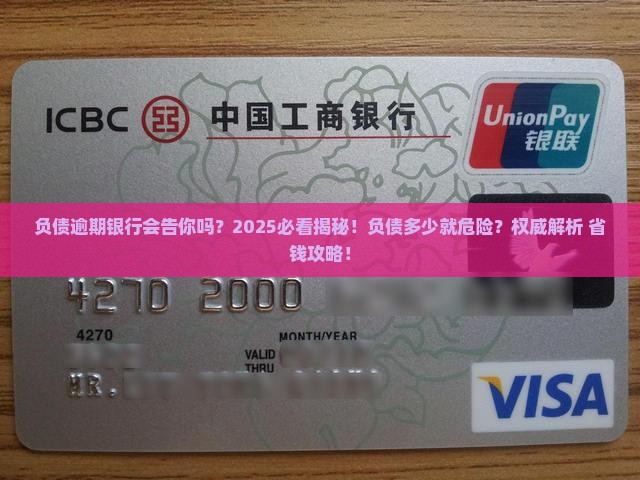 ICBC 中国工商银行
UnionPay
银联
负债逾期银行会告你吗？2025必看揭秘！负债多少就危险？权威解析 省
钱攻略！
4270 2000
4270
MONTH/YEAR
VALID
THRU
MR.
VISA